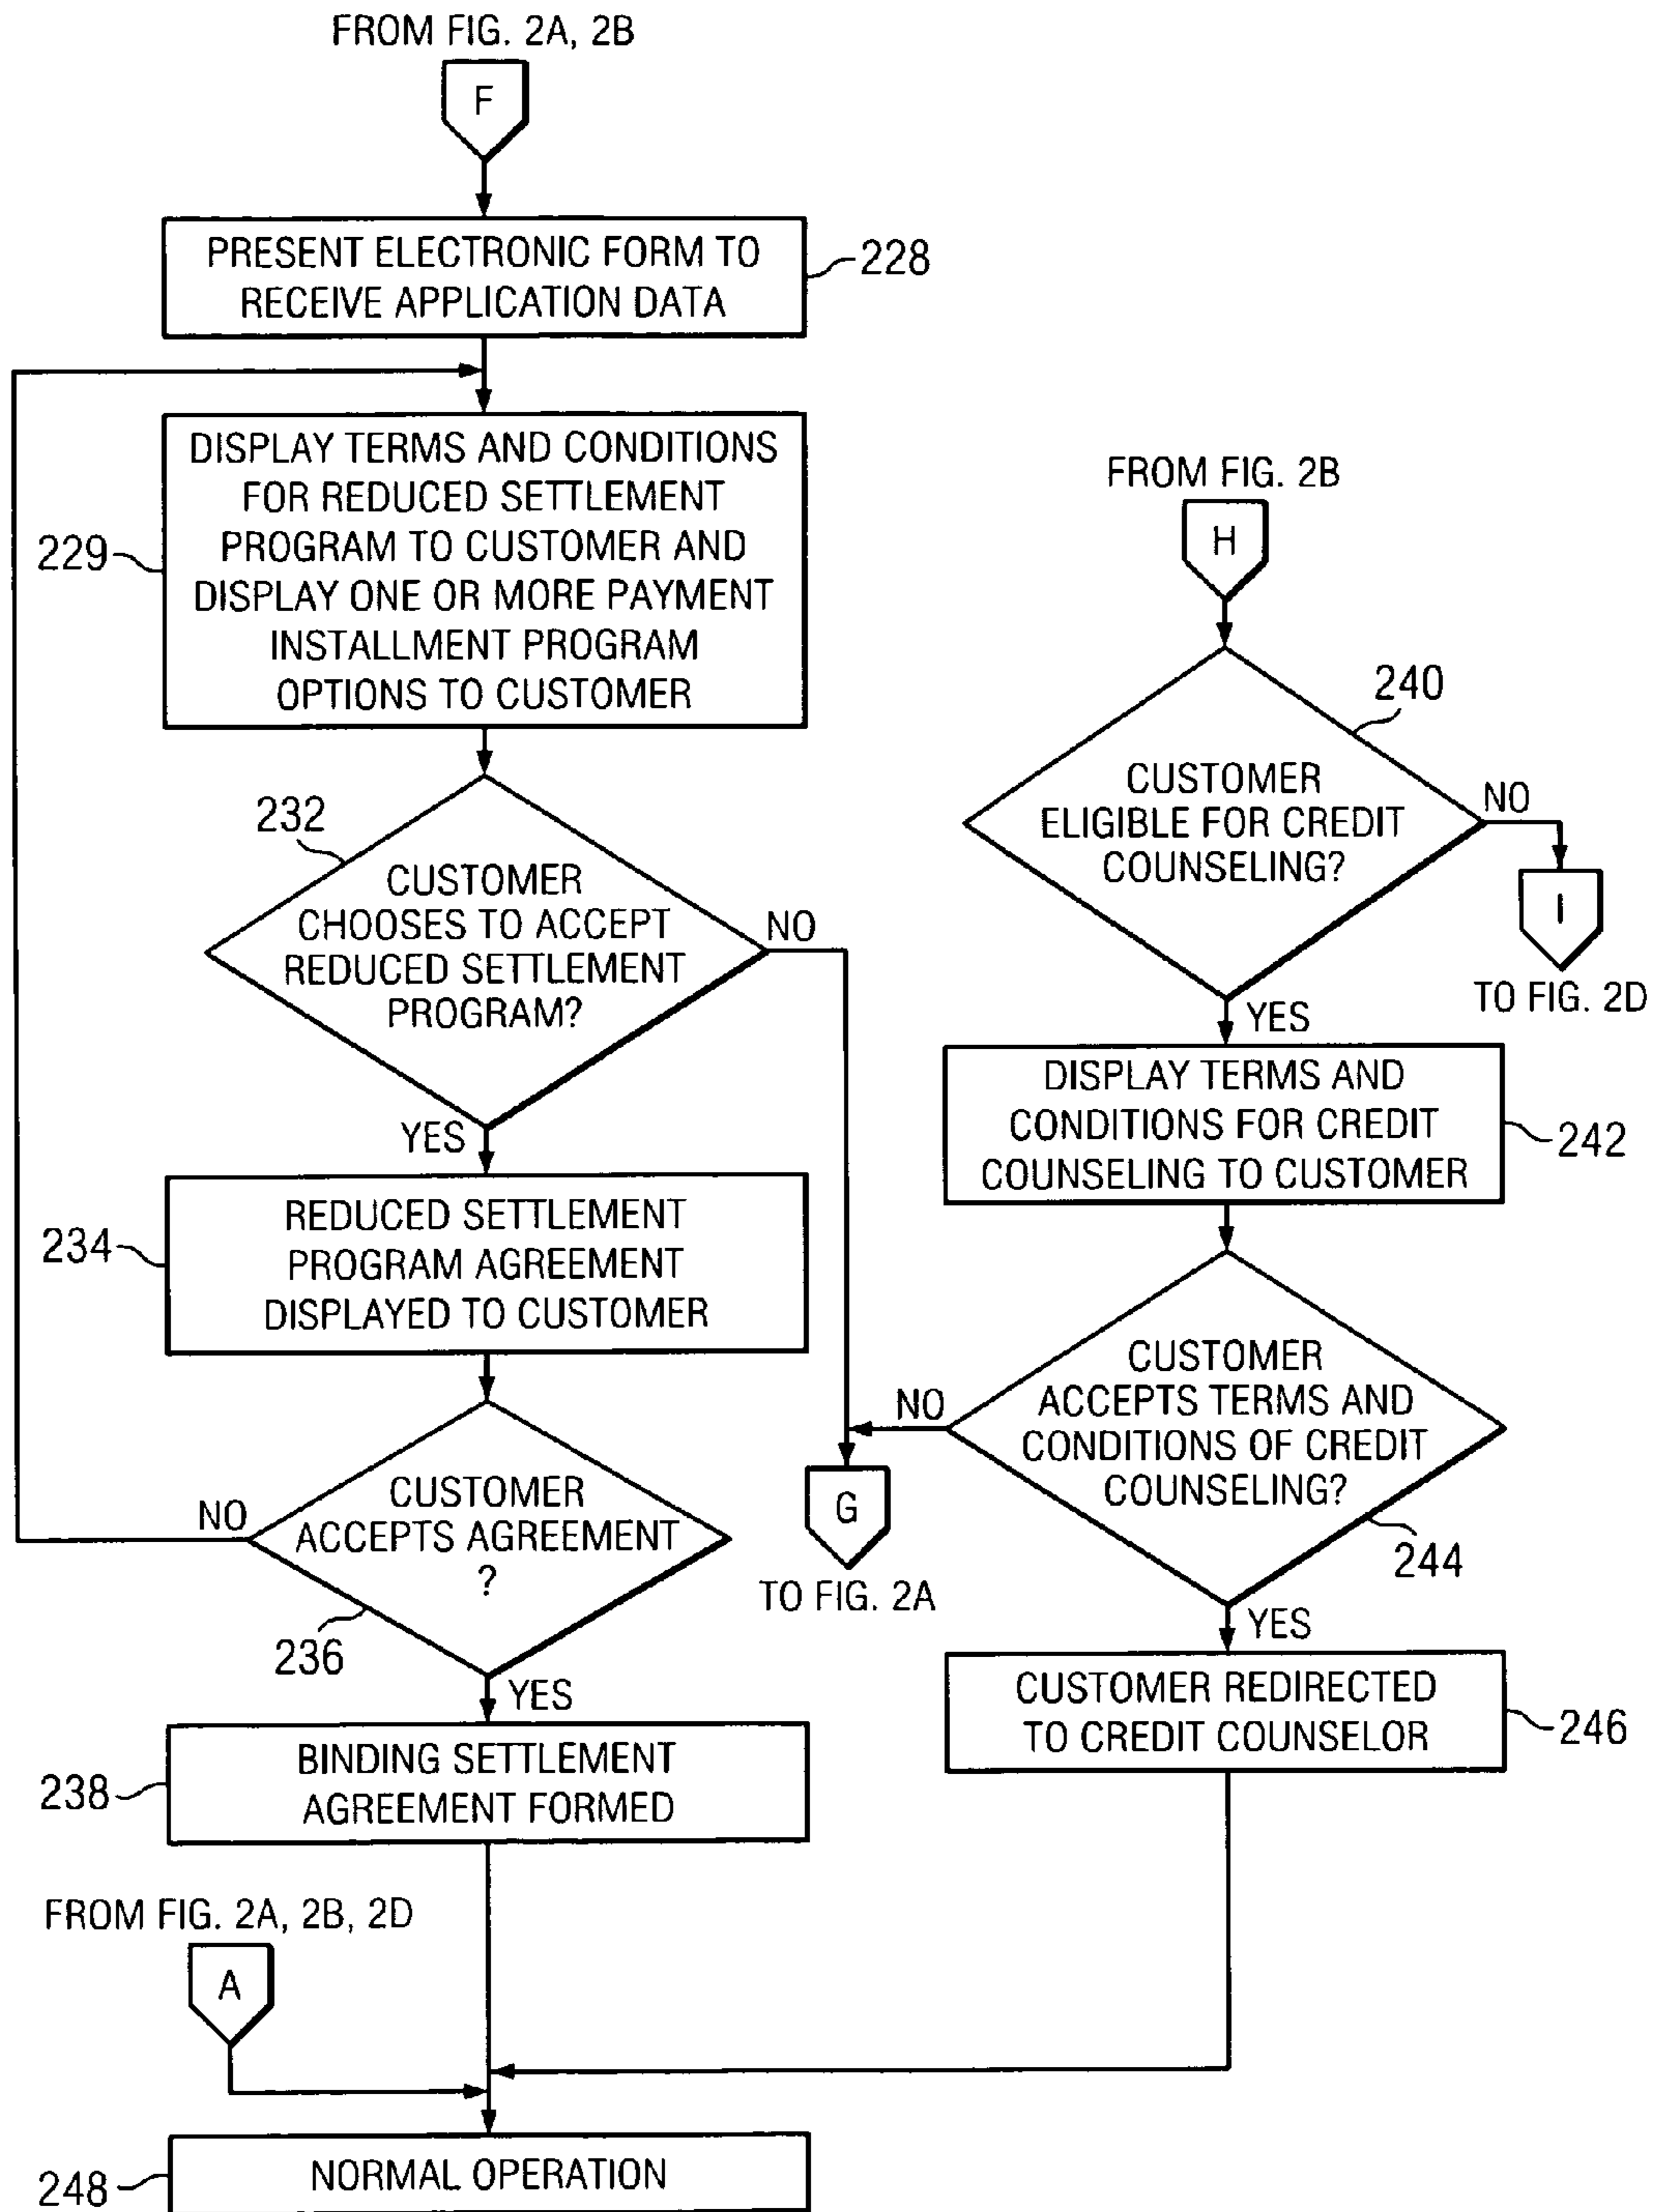 FROM FIG. 2A, 2B
F
PRESENT ELECTRONIC FORM TO
RECEIVE APPLICATION DATA
228
DISPLAY TERMS AND CONDITIONS
FOR REDUCED SETTLEMENT
PROGRAM TO CUSTOMER AND
DISPLAY ONE OR MORE PAYMENT
INSTALLMENT PROGRAM
OPTIONS TO CUSTOMER
229
232
CUSTOMER
CHOOSES TO ACCEPT
REDUCED SETTLEMENT
PROGRAM?
NO
YES
REDUCED SETTLEMENT
PROGRAM AGREEMENT
DISPLAYED TO CUSTOMER
234
CUSTOMER
ACCEPTS AGREEMENT
?
NO
236
YES
BINDING SETTLEMENT
AGREEMENT FORMED
238
FROM FIG. 2A, 2B, 2D
A
NORMAL OPERATION
248
FROM FIG. 2B
H
240
CUSTOMER
ELIGIBLE FOR CREDIT
COUNSELING?
NO
I
TO FIG. 2D
YES
DISPLAY TERMS AND
CONDITIONS FOR CREDIT
COUNSELING TO CUSTOMER
242
CUSTOMER
ACCEPTS TERMS AND
CONDITIONS OF CREDIT
COUNSELING?
NO
G
TO FIG. 2A
244
YES
CUSTOMER REDIRECTED
TO CREDIT COUNSELOR
246